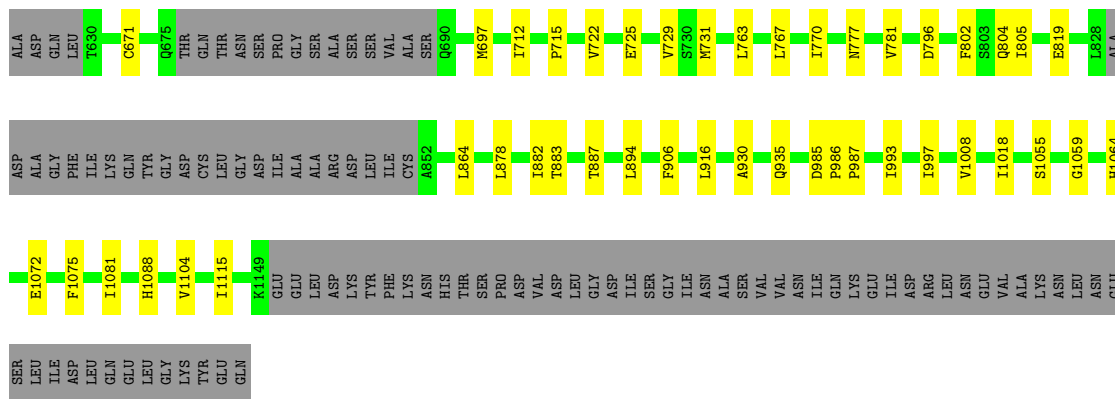 ALA ASP GLN LEU T630 C671 Q675 THR GLN THR ASN SER PRO GLY SER ALA SER SER VAL ALA SER Q690 M697 I712 P715 V722 E725 V729 S730 M731 L763 L767 I770 N777 V781 D796 F802 S803 Q804 I805 E819 L828 ALA
ASP ALA GLY PHE ILE LYS GLN TYR GLY ASP CYS LEU GLY ASP ILE ALA ALA ARG ASP LEU ILE CYS A852 L864 L878 I882 T883 T887 L894 F906 L916 A930 Q935 D985 P986 P987 I993 I997 V1008 I1018 S1055 G1059 H1064
E1072 F1075 I1081 H1088 V1104 I1115 K1149 GLU GLU LEU ASP LYS TYR PHE LYS ASN HIS THR SER PRO ASP VAL ASP LEU GLY ASP ILE SER GLY ILE ASN ALA SER VAL VAL ASN ILE GLN LYS GLU ILE ASP ARG LEU ASN GLU VAL ALA LYS ASN LEU ASN GLU
SER LEU ILE ASP LEU GLN GLU LEU GLY LYS TYR GLU GLN